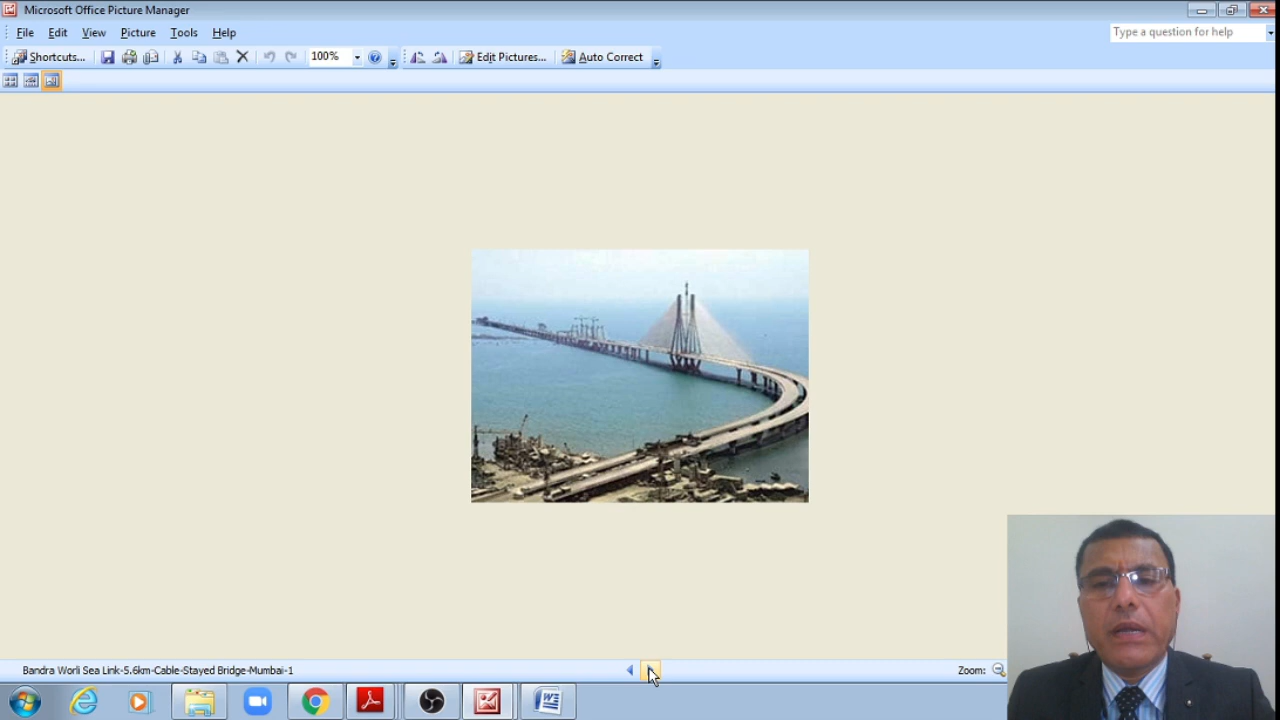 Microsoft Office Picture Manager
File Edit View Picture Tools Help
Type a question for help
Shortcuts... 100% Edit Pictures... Auto Correct
Bandra Worli Sea Link-5.6km-Cable-Stayed Bridge-Mumbai-1
Zoom: